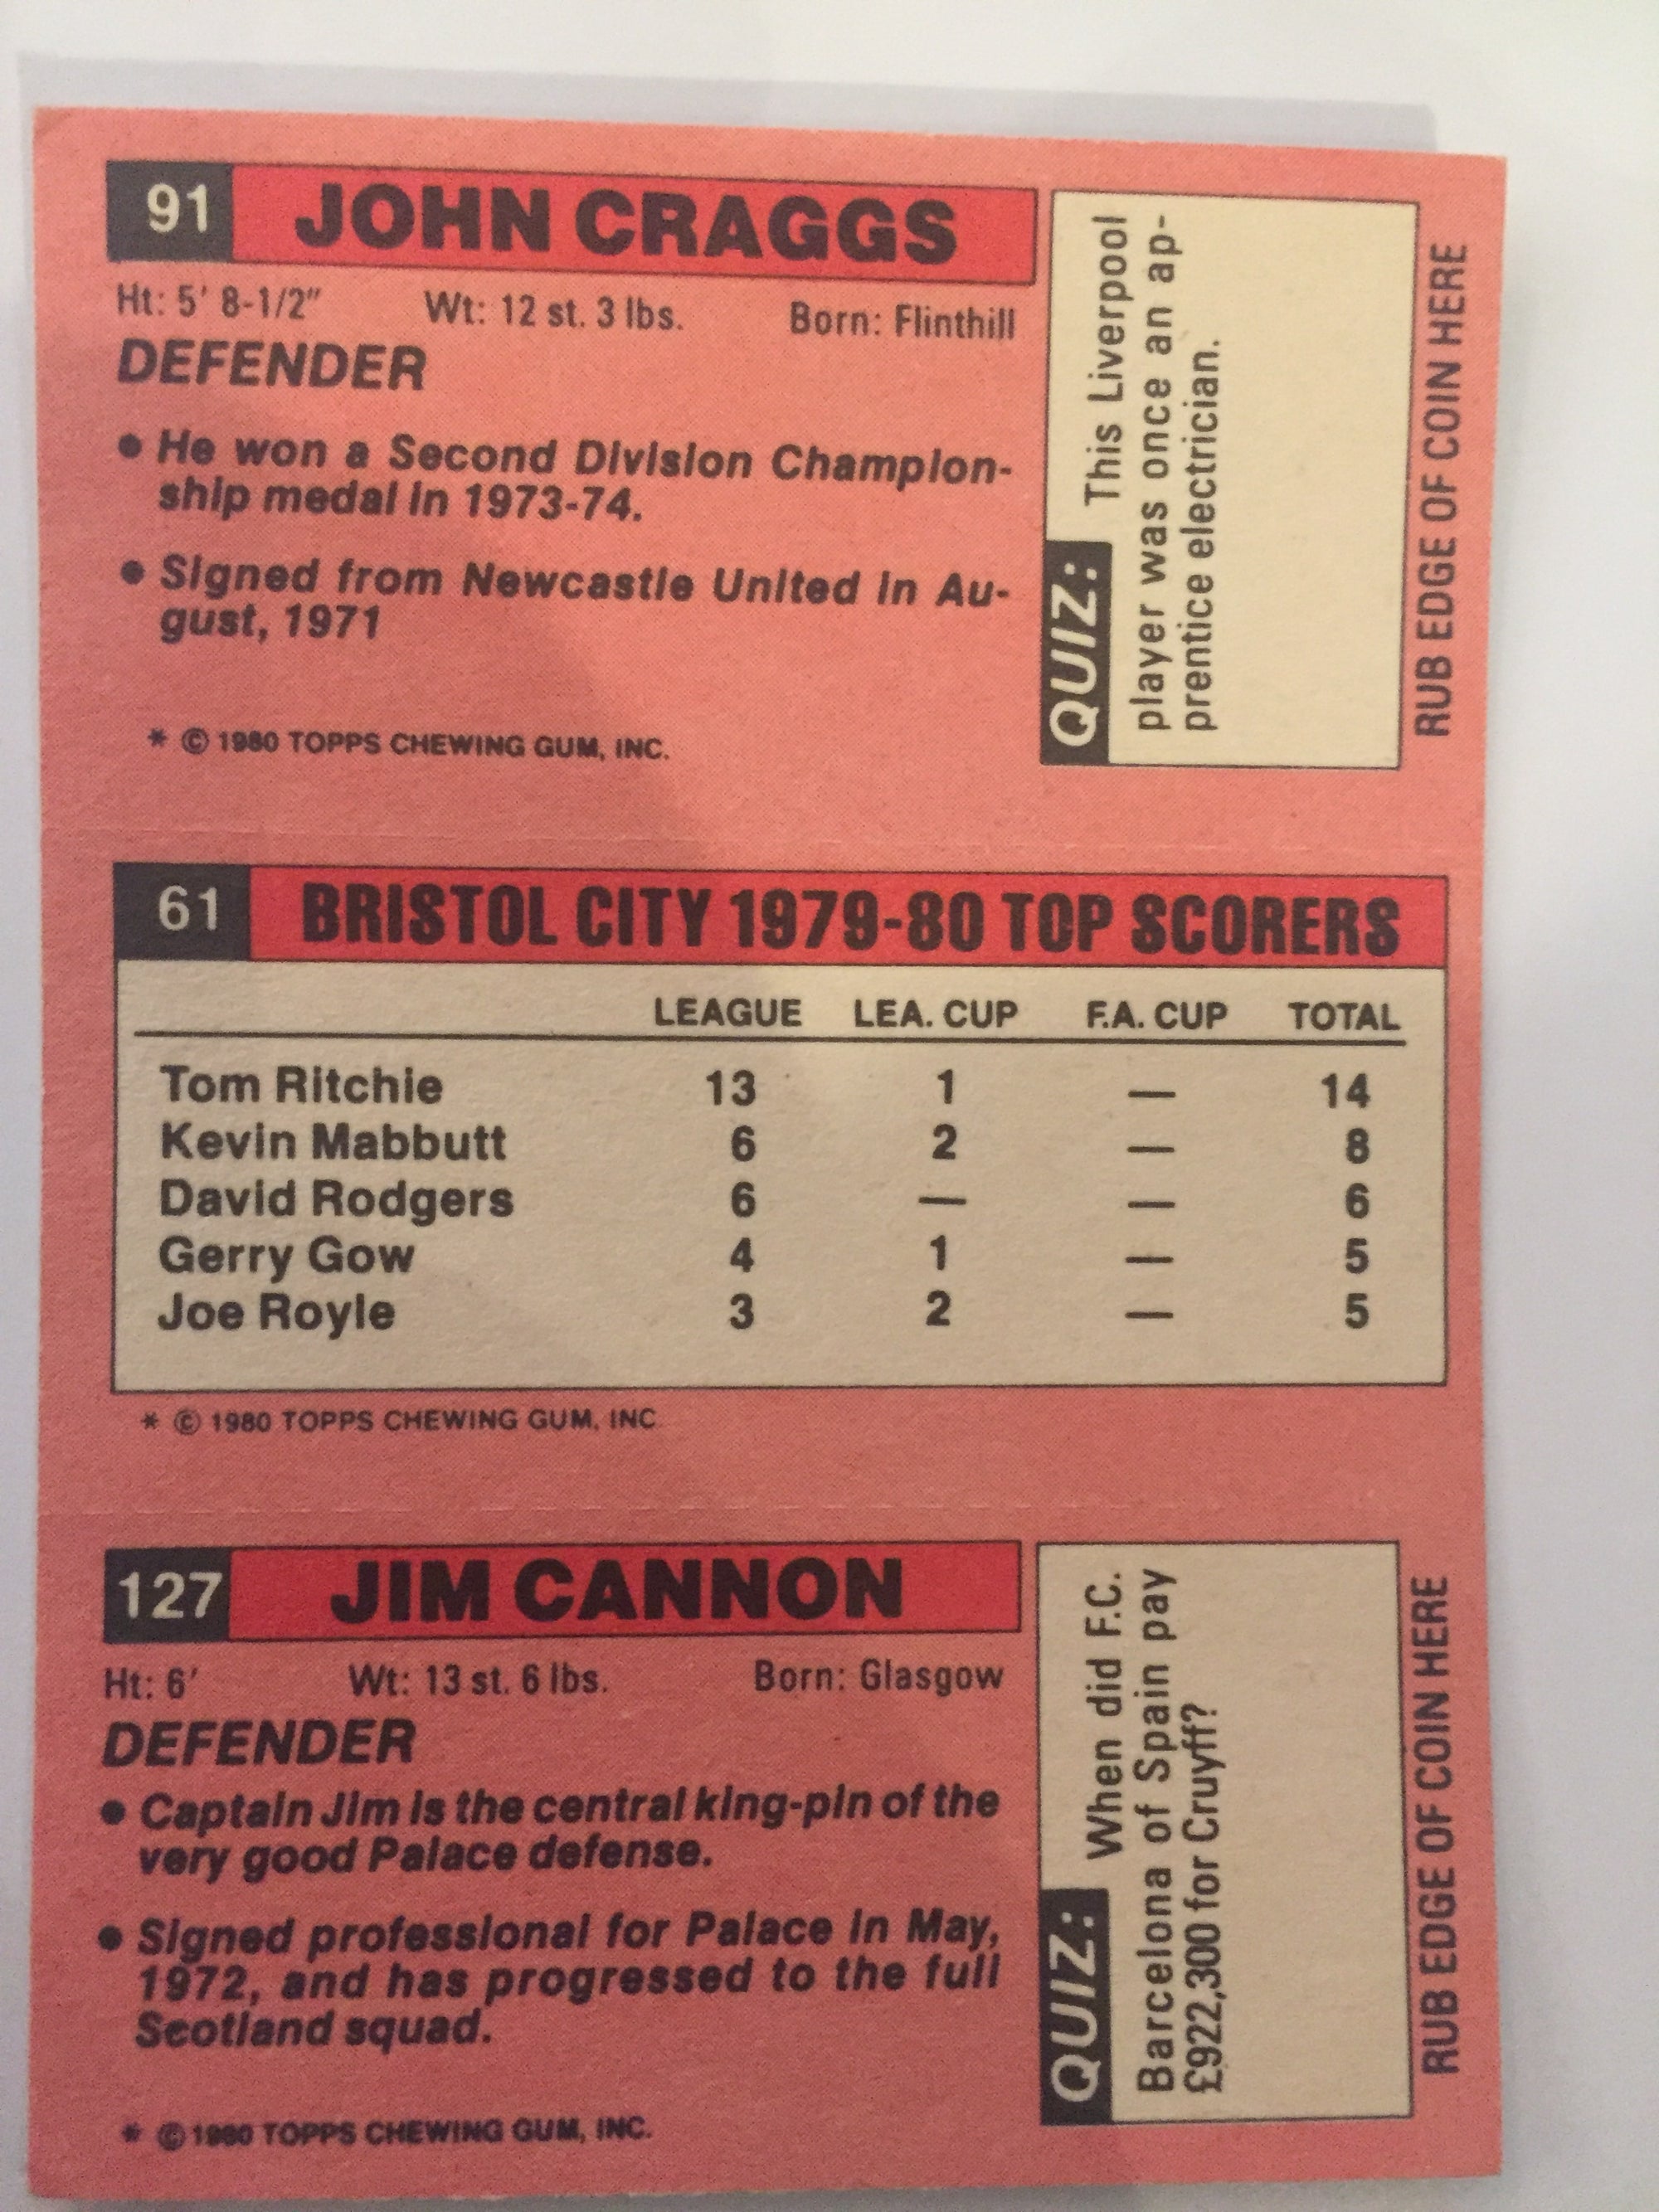 91 JOHN CRAGGS
Ht: 5' 8-1/2" Wt: 12 st. 3 lbs. Born: Flinthill
DEFENDER
• He won a Second Division Champion-
ship medal in 1973-74.
• Signed from Newcastle United in Au-
gust, 1971
* © 1980 TOPPS CHEWING GUM, INC.
QUIZ: This Liverpool
player was once an ap-
prentice electrician.
RUB EDGE OF COIN HERE
61 BRISTOL CITY 1979-80 TOP SCORERS
LEAGUE LEA. CUP F.A. CUP TOTAL
Tom Ritchie 13 1 — 14
Kevin Mabbutt 6 2 — 8
David Rodgers 6 — — 6
Gerry Gow 4 1 — 5
Joe Royle 3 2 — 5
* © 1980 TOPPS CHEWING GUM, INC
127 JIM CANNON
Ht: 6' Wt: 13 st. 6 lbs. Born: Glasgow
DEFENDER
• Captain Jim is the central king-pin of the
very good Palace defense.
• Signed professional for Palace in May,
1972, and has progressed to the full
Scotland squad.
* © 1980 TOPPS CHEWING GUM, INC.
QUIZ: When did F.C.
Barcelona of Spain pay
£922,300 for Cruyff?
RUB EDGE OF COIN HERE